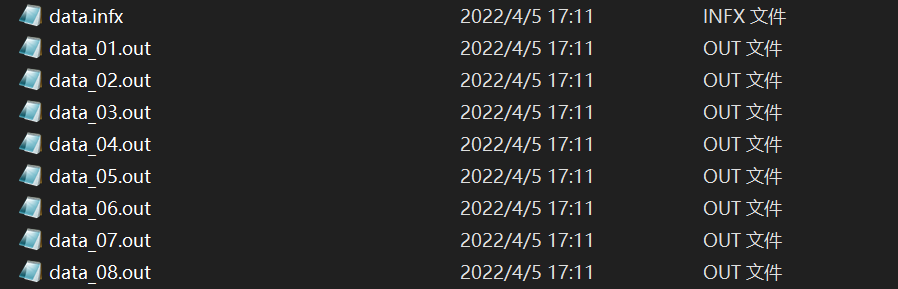 data.infx 2022/4/5 17:11 INFX 文件
data_01.out 2022/4/5 17:11 OUT 文件
data_02.out 2022/4/5 17:11 OUT 文件
data_03.out 2022/4/5 17:11 OUT 文件
data_04.out 2022/4/5 17:11 OUT 文件
data_05.out 2022/4/5 17:11 OUT 文件
data_06.out 2022/4/5 17:11 OUT 文件
data_07.out 2022/4/5 17:11 OUT 文件
data_08.out 2022/4/5 17:11 OUT 文件